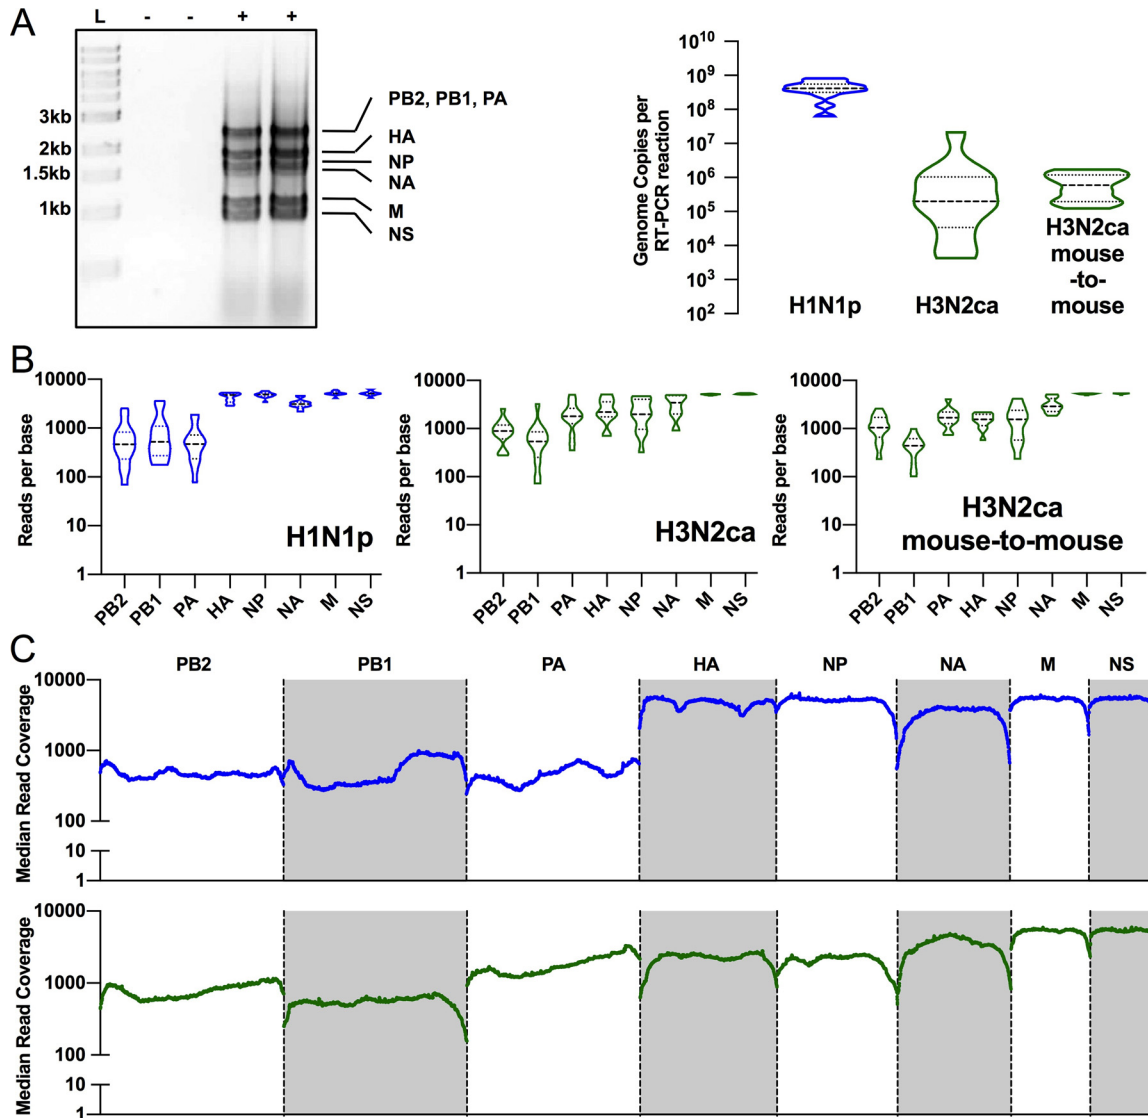 A
L - - + +
3kb
2kb
1.5kb
1kb
PB2, PB1, PA
HA
NP
NA
M
NS
Genome Copies per
RT-PCR reaction
10^10
10^9
10^8
10^7
10^6
10^5
10^4
10^3
10^2
H1N1p
H3N2ca
H3N2ca
mouse
-to-
mouse
B
Reads per base
10000
1000
100
10
1
H1N1p
PB2 PB1 PA HA NP NA M NS
Reads per base
10000
1000
100
10
1
H3N2ca
PB2 PB1 PA HA NP NA M NS
Reads per base
10000
1000
100
10
1
H3N2ca
mouse-to-mouse
PB2 PB1 PA HA NP NA M NS
C
PB2 PB1 PA HA NP NA M NS
Median Read Coverage
10000
1000
100
10
1
Median Read Coverage
10000
1000
100
10
1